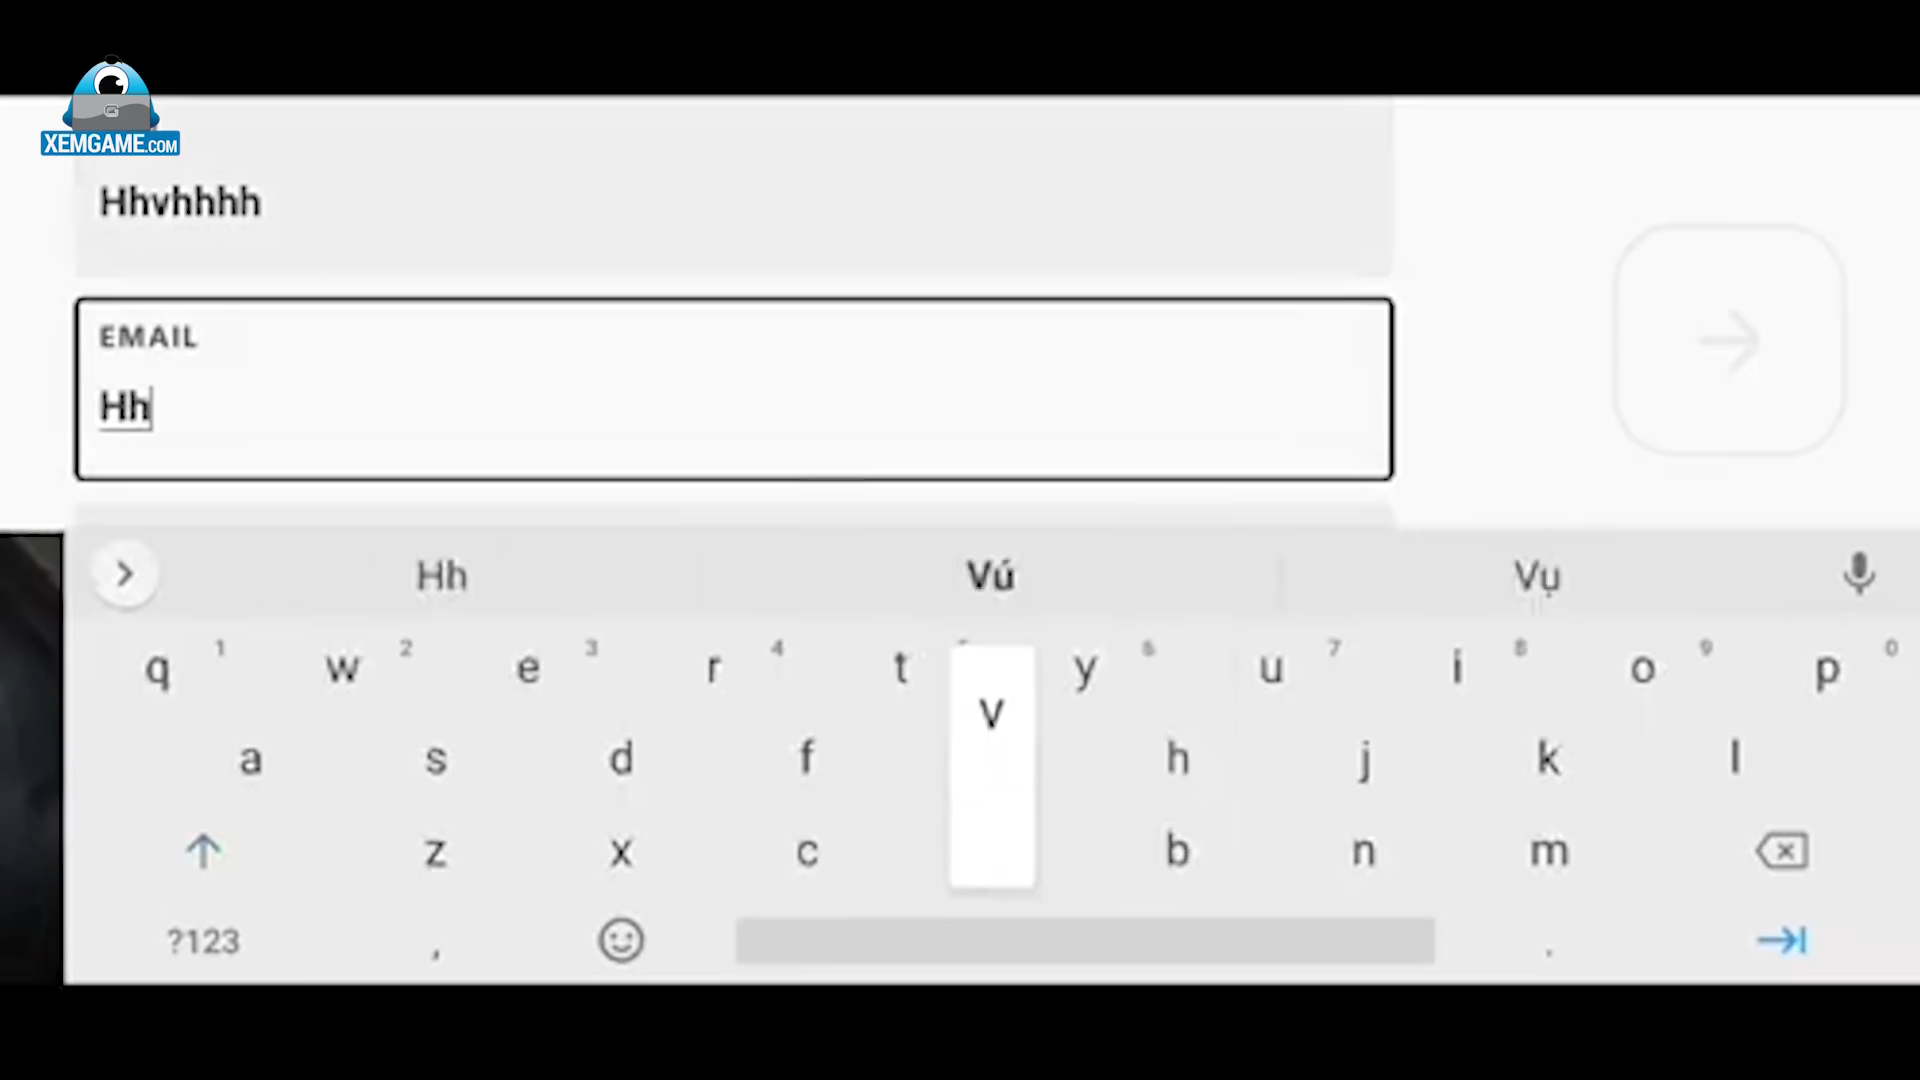 XEMGAME.COM
Hhvhhhh
EMAIL
Hh
Hh Vú Vụ
q 1 w 2 e 3 r 4 t y 6 u 7 i 8 o 9 p 0
a s d f V h j k l
z x c b n m
?123 , .